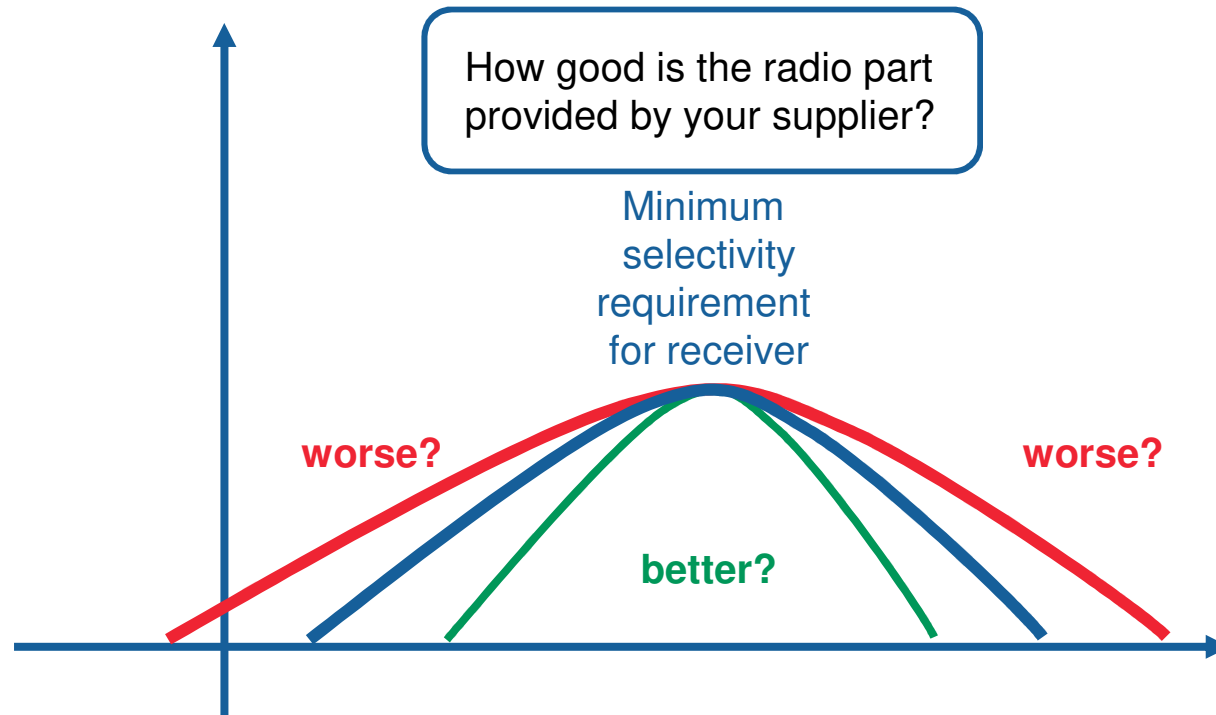 How good is the radio part
provided by your supplier?
Minimum
selectivity
requirement
for receiver
worse?
worse?
better?